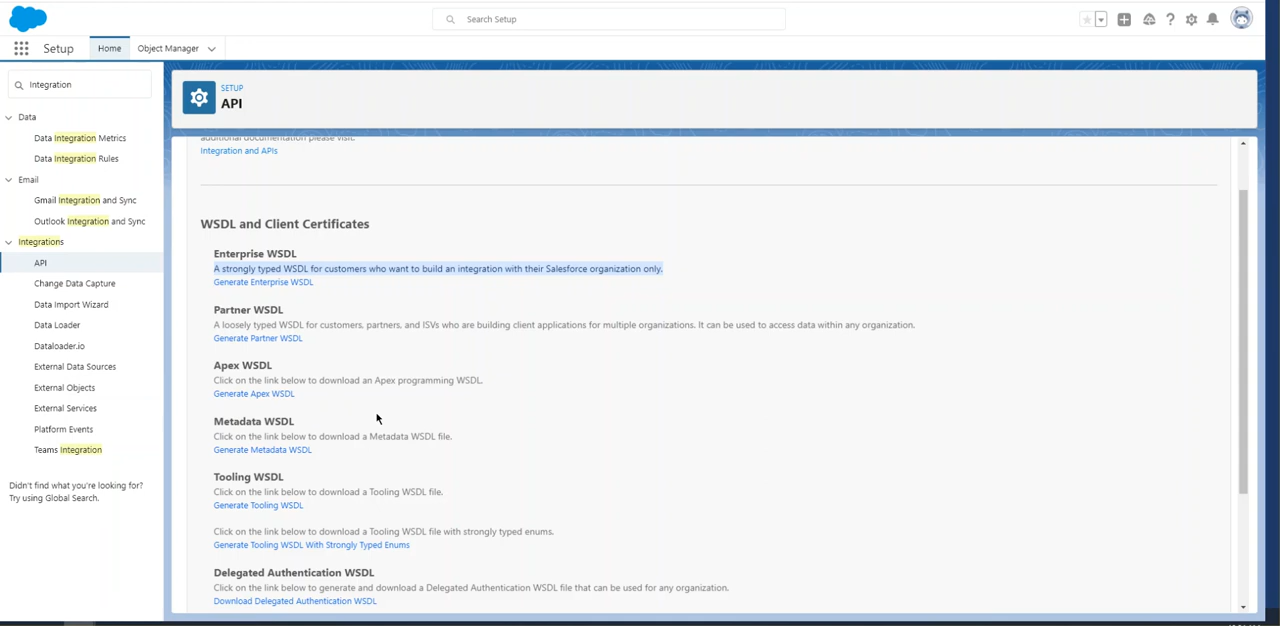 Search Setup
Setup
Home
Object Manager
Integration
Data
Data Integration Metrics
Data Integration Rules
Email
Gmail Integration and Sync
Outlook Integration and Sync
Integrations
API
Change Data Capture
Data Import Wizard
Data Loader
Dataloader.io
External Data Sources
External Objects
External Services
Platform Events
Teams Integration
Didn't find what you're looking for?
Try using Global Search.
SETUP
API
additional documentation please visit:
Integration and APIs
WSDL and Client Certificates
Enterprise WSDL
A strongly typed WSDL for customers who want to build an integration with their Salesforce organization only.
Generate Enterprise WSDL
Partner WSDL
A loosely typed WSDL for customers, partners, and ISVs who are building client applications for multiple organizations. It can be used to access data within any organization.
Generate Partner WSDL
Apex WSDL
Click on the link below to download an Apex programming WSDL.
Generate Apex WSDL
Metadata WSDL
Click on the link below to download a Metadata WSDL file.
Generate Metadata WSDL
Tooling WSDL
Click on the link below to download a Tooling WSDL file.
Generate Tooling WSDL
Click on the link below to download a Tooling WSDL file with strongly typed enums.
Generate Tooling WSDL With Strongly Typed Enums
Delegated Authentication WSDL
Click on the link below to generate and download a Delegated Authentication WSDL file that can be used for any organization.
Download Delegated Authentication WSDL